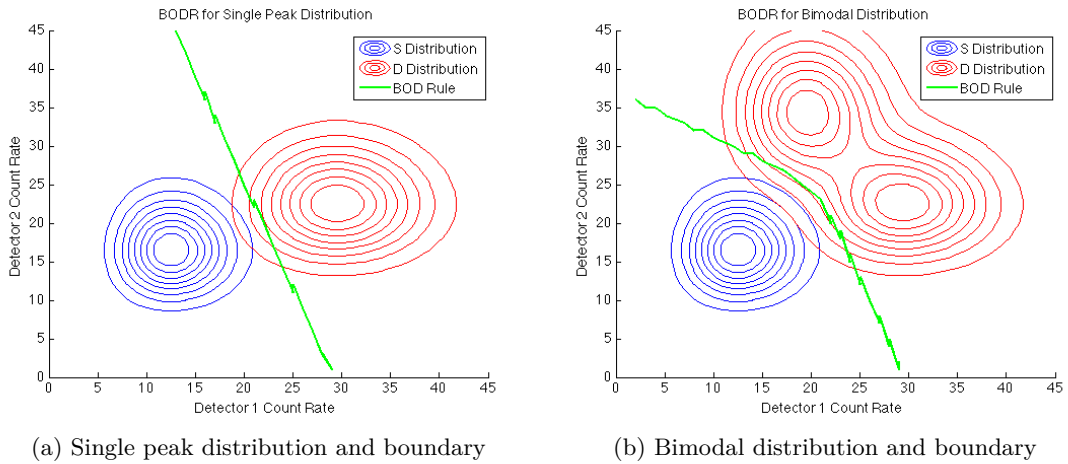 BODR for Single Peak Distribution
45
40
35
30
25
20
15
10
5
0
Detector 2 Count Rate
S Distribution
D Distribution
BOD Rule
0 5 10 15 20 25 30 35 40 45
Detector 1 Count Rate
(a) Single peak distribution and boundary
BODR for Bimodal Distribution
45
40
35
30
25
20
15
10
5
0
Detector 2 Count Rate
S Distribution
D Distribution
BOD Rule
0 5 10 15 20 25 30 35 40 45
Detector 1 Count Rate
(b) Bimodal distribution and boundary